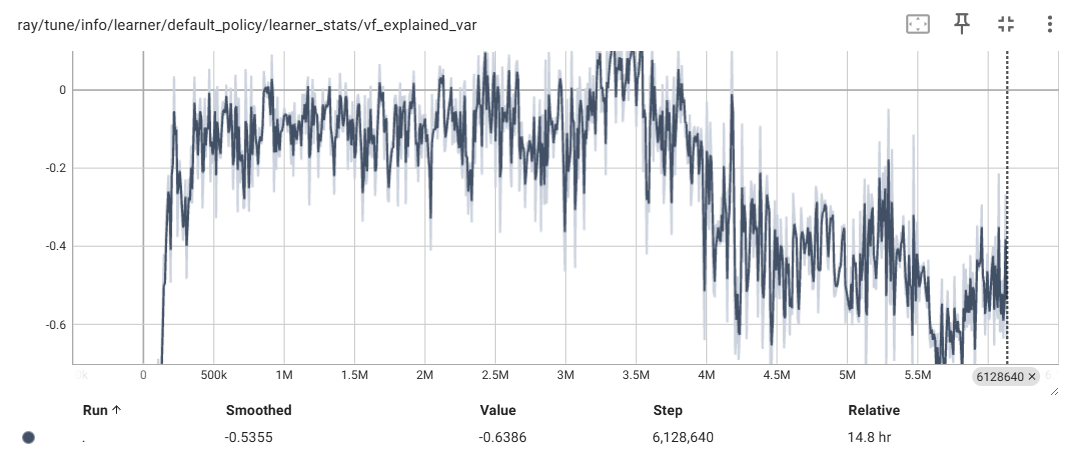 ray/tune/info/learner/default_policy/learner_stats/vf_explained_var
0
-0.2
-0.4
-0.6
0 500k 1M 1.5M 2M 2.5M 3M 3.5M 4M 4.5M 5M 5.5M 6128640 ×
Run ↑ Smoothed Value Step Relative
. -0.5355 -0.6386 6,128,640 14.8 hr